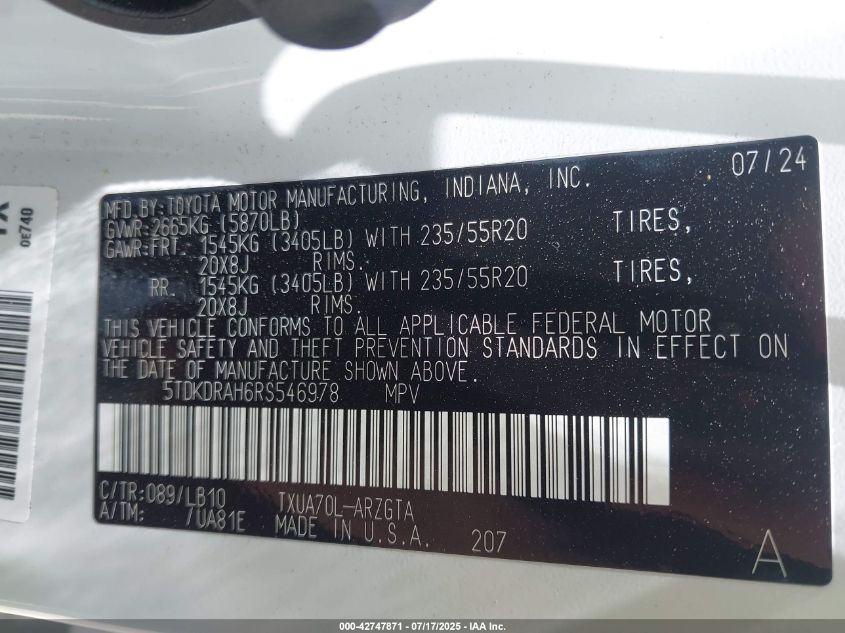 07/24
MFD.BY:TOYOTA MOTOR MANUFACTURING, INDIANA, INC.
GVWR:2665KG (5870LB)
GAWR:FRT. 1545KG (3405LB) WITH 235/55R20 TIRES,
20X8J RIMS.
RR. 1545KG (3405LB) WITH 235/55R20 TIRES,
20X8J RIMS.
THIS VEHICLE CONFORMS TO ALL APPLICABLE FEDERAL MOTOR
VEHICLE SAFETY AND THEFT PREVENTION STANDARDS IN EFFECT ON
THE DATE OF MANUFACTURE SHOWN ABOVE.
5TDKDRAH6RS546978 MPV
C/TR:089/LB10 TXUA70L-ARZGTA
A/TM: /UA81E MADE IN U.S.A. 207
A
0E740
000-42747871 | 07/17/2025 | IAA Inc.